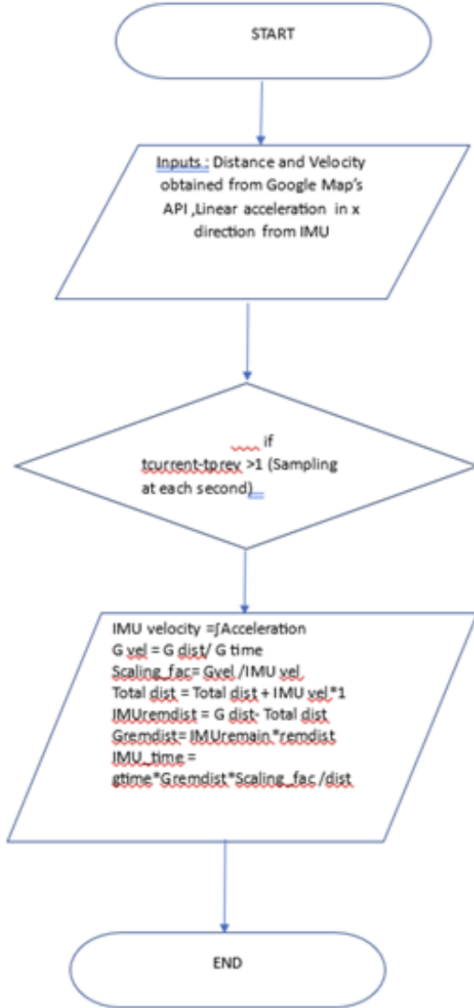 START
Inputs : Distance and Velocity
obtained from Google Map's
API ,Linear acceleration in x
direction from IMU
if
tcurrent-tprev >1 (Sampling
at each second)
IMU velocity =∫Acceleration
G vel = G dist/ G time
Scaling_fac= Gvel /IMU vel
Total dist = Total dist + IMU vel*1
IMUremdist = G dist- Total dist
Gremdist= IMUremain*remdist
IMU_time =
gtime*Gremdist*Scaling_fac /dist
END